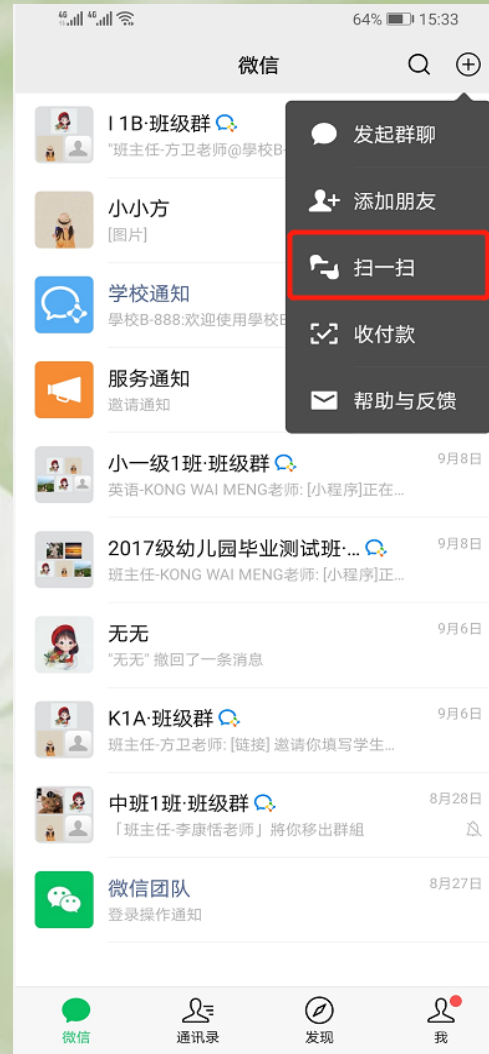 46 46 64% 15:33
微信
I 1B·班级群
"班主任-方卫老师@學校B-
发起群聊
小小方
[图片]
添加朋友
学校通知
學校B-888:欢迎使用學校B
扫一扫
服务通知
邀请通知
收付款
帮助与反馈
小一级1班·班级群 9月8日
英语-KONG WAI MENG老师: [小程序]正在...
2017级幼儿园毕业测试班·... 9月8日
班主任-KONG WAI MENG老师: [小程序]正...
无无 9月6日
"无无" 撤回了一条消息
K1A·班级群 9月6日
班主任-方卫老师: [链接] 邀请你填写学生...
中班1班·班级群 8月28日
「班主任-李康恬老师」將你移出群組
微信团队 8月27日
登录操作通知
微信 通讯录 发现 我